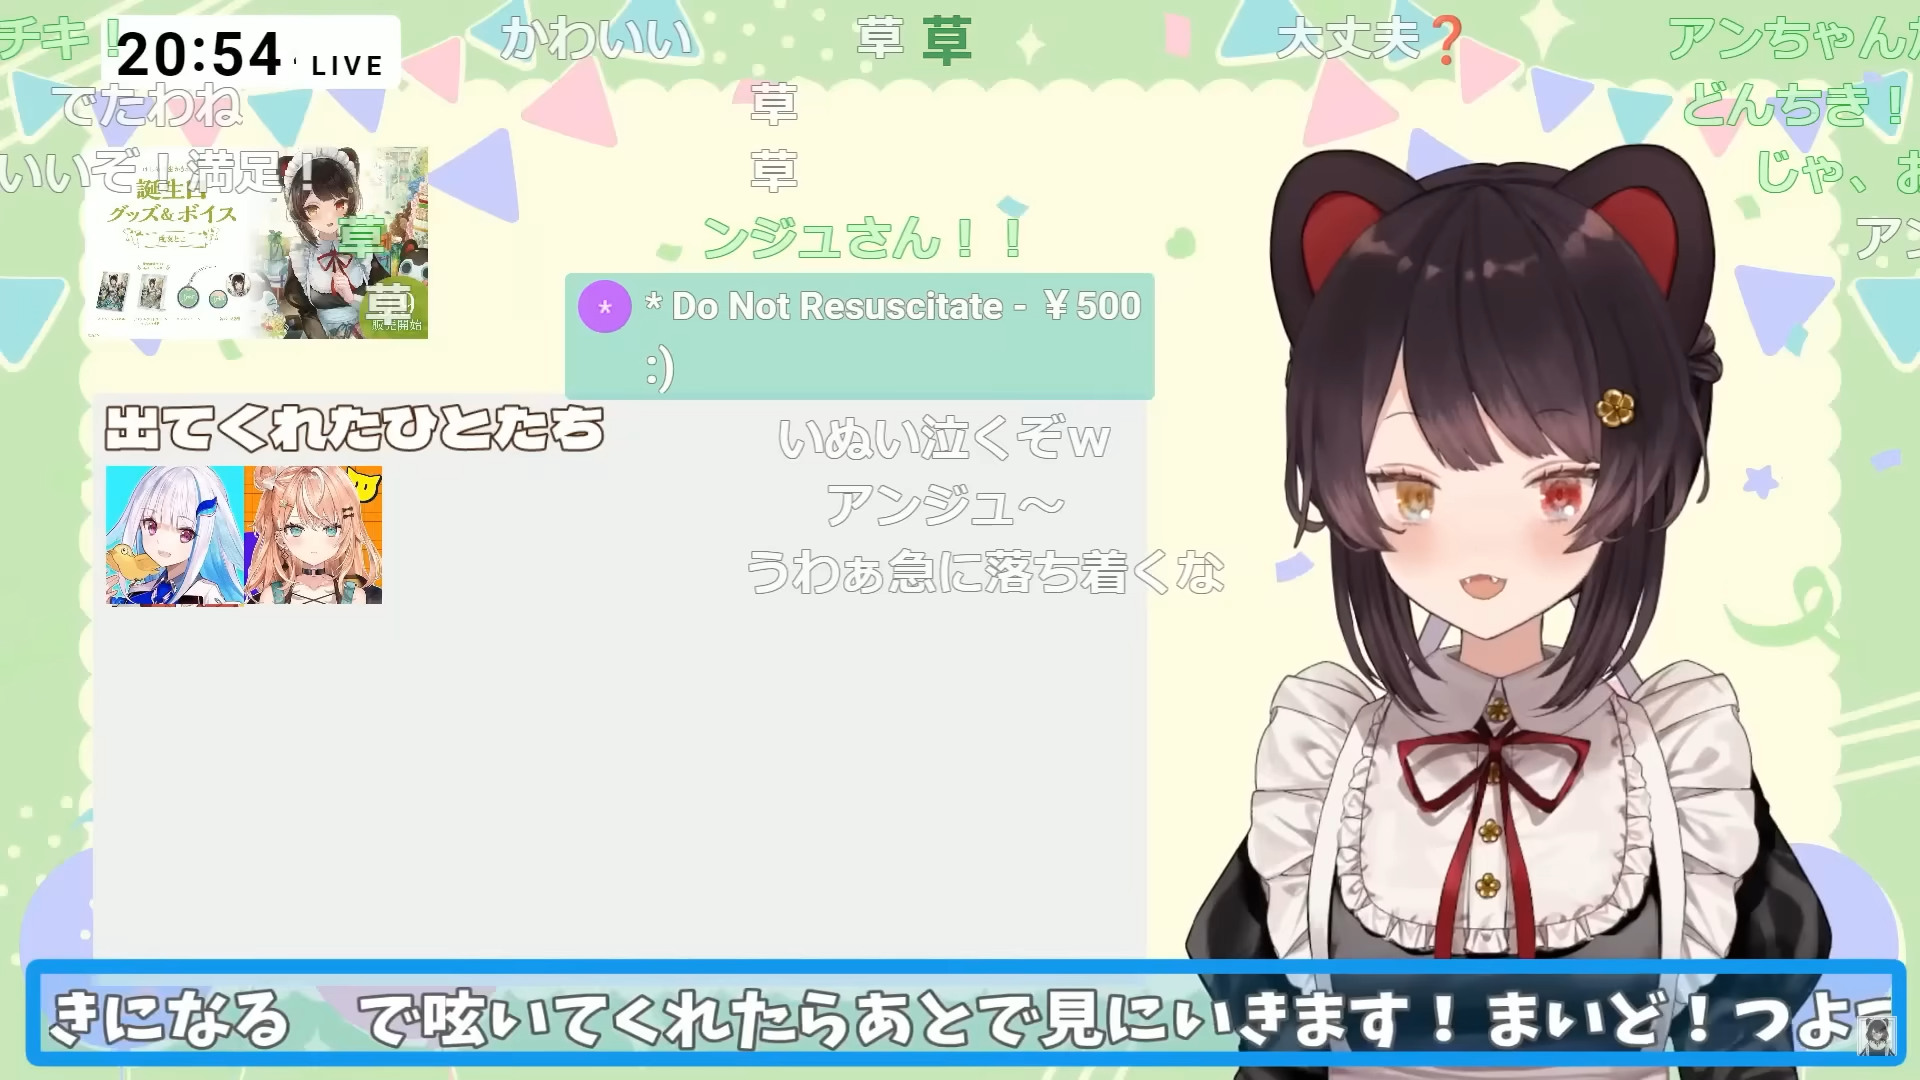 チキ！
20:54 LIVE
かわいい
草 草
大丈夫❓
アンちゃん
でたわね
草
どんちき！
いいぞ！満足！
草
じゃ、
誕生日
グッズ&ボイス
アン
草
ンジュさん！！
草
販売開始
* Do Not Resuscitate - ￥500
:)
出てくれたひとたち
いぬい泣くぞw
アンジュ～
うわぁ急に落ち着くな
きになる　で呟いてくれたらあとで見にいきます！まいど！つよ